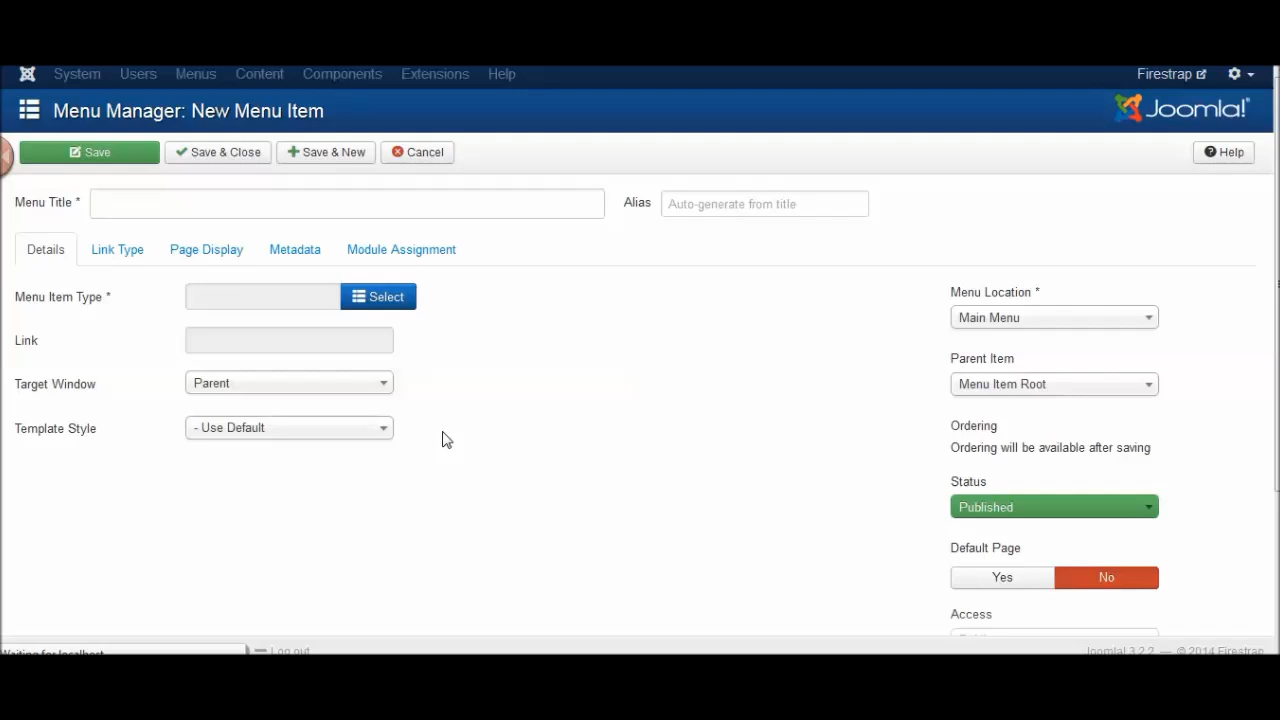 System Users Menus Content Components Extensions Help Firestrap
Menu Manager: New Menu Item Joomla!®
Save Save & Close Save & New Cancel Help
Menu Title * Alias Auto-generate from title
Details Link Type Page Display Metadata Module Assignment
Menu Item Type * Select
Link
Target Window Parent
Template Style - Use Default
Menu Location *
Main Menu
Parent Item
Menu Item Root
Ordering
Ordering will be available after saving
Status
Published
Default Page
Yes No
Access
Waiting for localhost Log out Joomla! 3.2.2 — © 2014 Firestrap